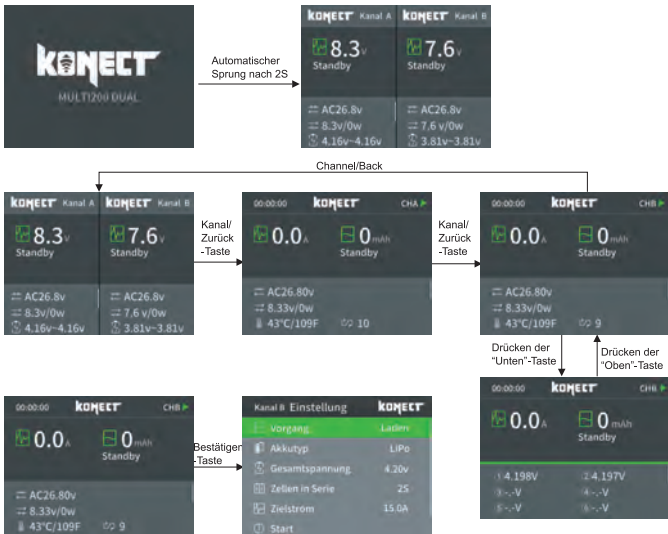 KONECT
MULTI200 DUAL
Automatischer
Sprung nach 2S
KONECT Kanal A KONECT Kanal B
8.3v 7.6v
Standby Standby
AC26.8v AC26.8v
8.3v/0w 7.6 v/0w
4.16v~4.16v 3.81v~3.81v
Channel/Back
KONECT Kanal A KONECT Kanal B
8.3v 7.6v
Standby Standby
AC26.8v AC26.8v
8.3v/0w 7.6 v/0w
4.16v~4.16v 3.81v~3.81v
Kanal/
Zurück
-Taste
00:00:00 KONECT CHA
0.0A 0mAh
Standby
AC26.80v
8.33v/0w
43°C/109F 10
Kanal/
Zurück
-Taste
00:00:00 KONECT CHB
0.0A 0mAh
Standby
AC26.80v
8.33v/0w
43°C/109F 9
Drücken der
"Unten"-Taste
Drücken der
"Oben"-Taste
00:00:00 KONECT CHB
0.0A 0mAh
Standby
1 4.198V 2 4.197V
3 -.-V 4 -.-V
5 -.-V 6 -.-V
00:00:00 KONECT CHB
0.0A 0mAh
Standby
AC26.80v
8.33v/0w
43°C/109F 9
Bestätigen
-Taste
Kanal B Einstellung KONECT
Vorgang Laden
Akkutyp LiPo
Gesamtspannung 4.20v
Zellen in Serie 2S
Zielstrom 15.0A
Start